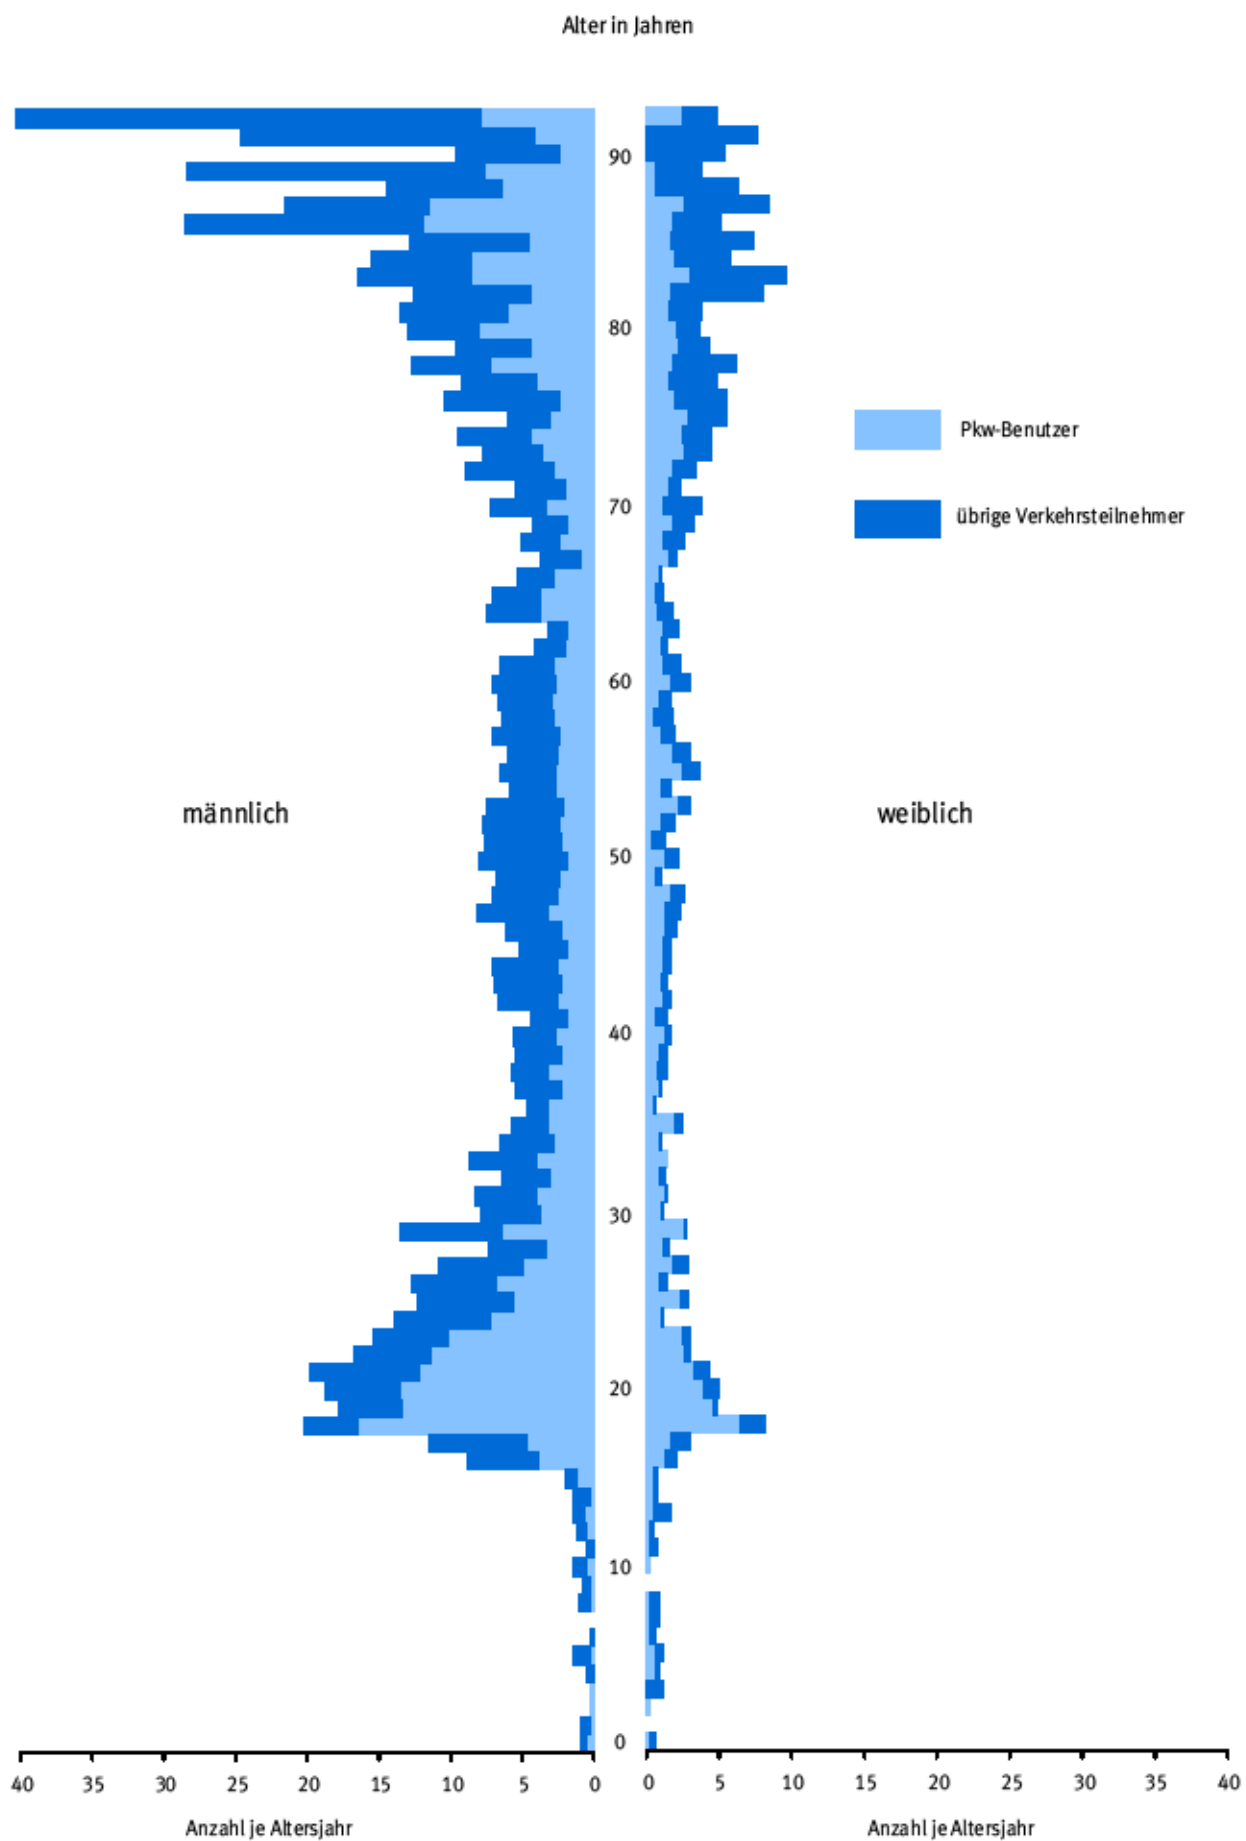 Alter in Jahren
90
80
Pkw-Benutzer
70
übrige Verkehrsteilnehmer
60
männlich
weiblich
50
40
30
20
10
0
40 35 30 25 20 15 10 5 0 0 5 10 15 20 25 30 35 40
Anzahl je Altersjahr Anzahl je Altersjahr